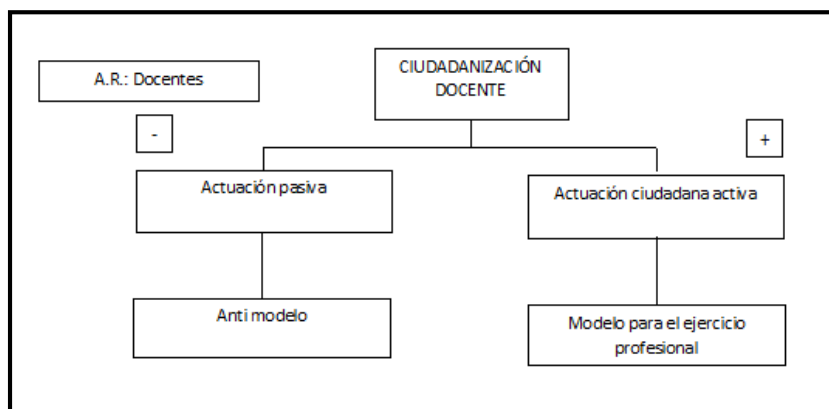 CIUDADANIZACIÓN
DOCENTE
A.R.: Docentes
-
+
Actuación pasiva
Actuación ciudadana activa
Anti modelo
Modelo para el ejercicio
profesional